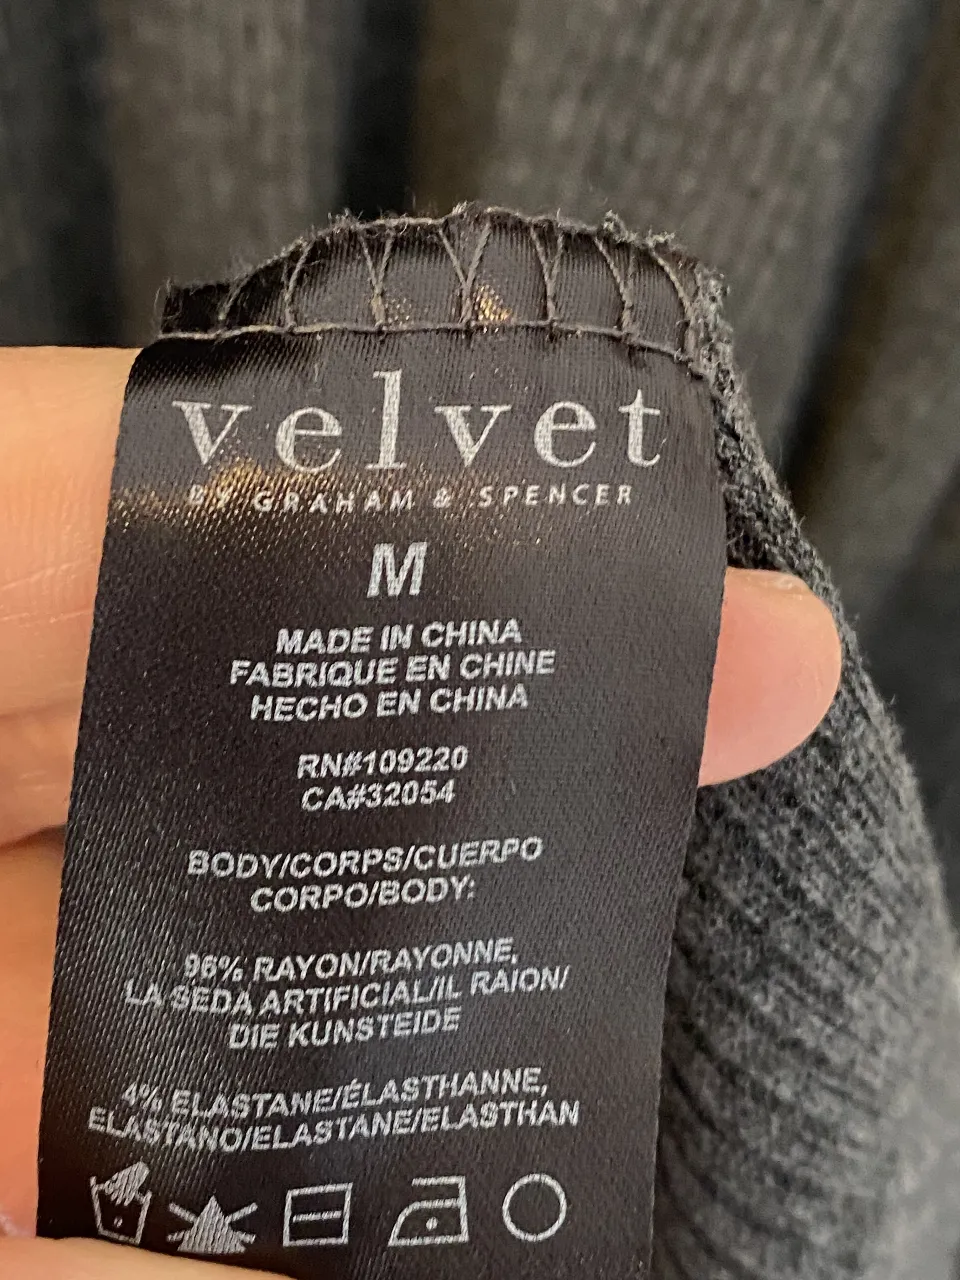 velvet
BY GRAHAM & SPENCER
M
MADE IN CHINA
FABRIQUE EN CHINE
HECHO EN CHINA
RN#109220
CA#32054
BODY/CORPS/CUERPO
CORPO/BODY:
96% RAYON/RAYONNE,
LA SEDA ARTIFICIAL/IL RAION/
DIE KUNSTEIDE
4% ELASTANE/ÉLASTHANNE,
ELASTANO/ELASTANE/ELASTHAN